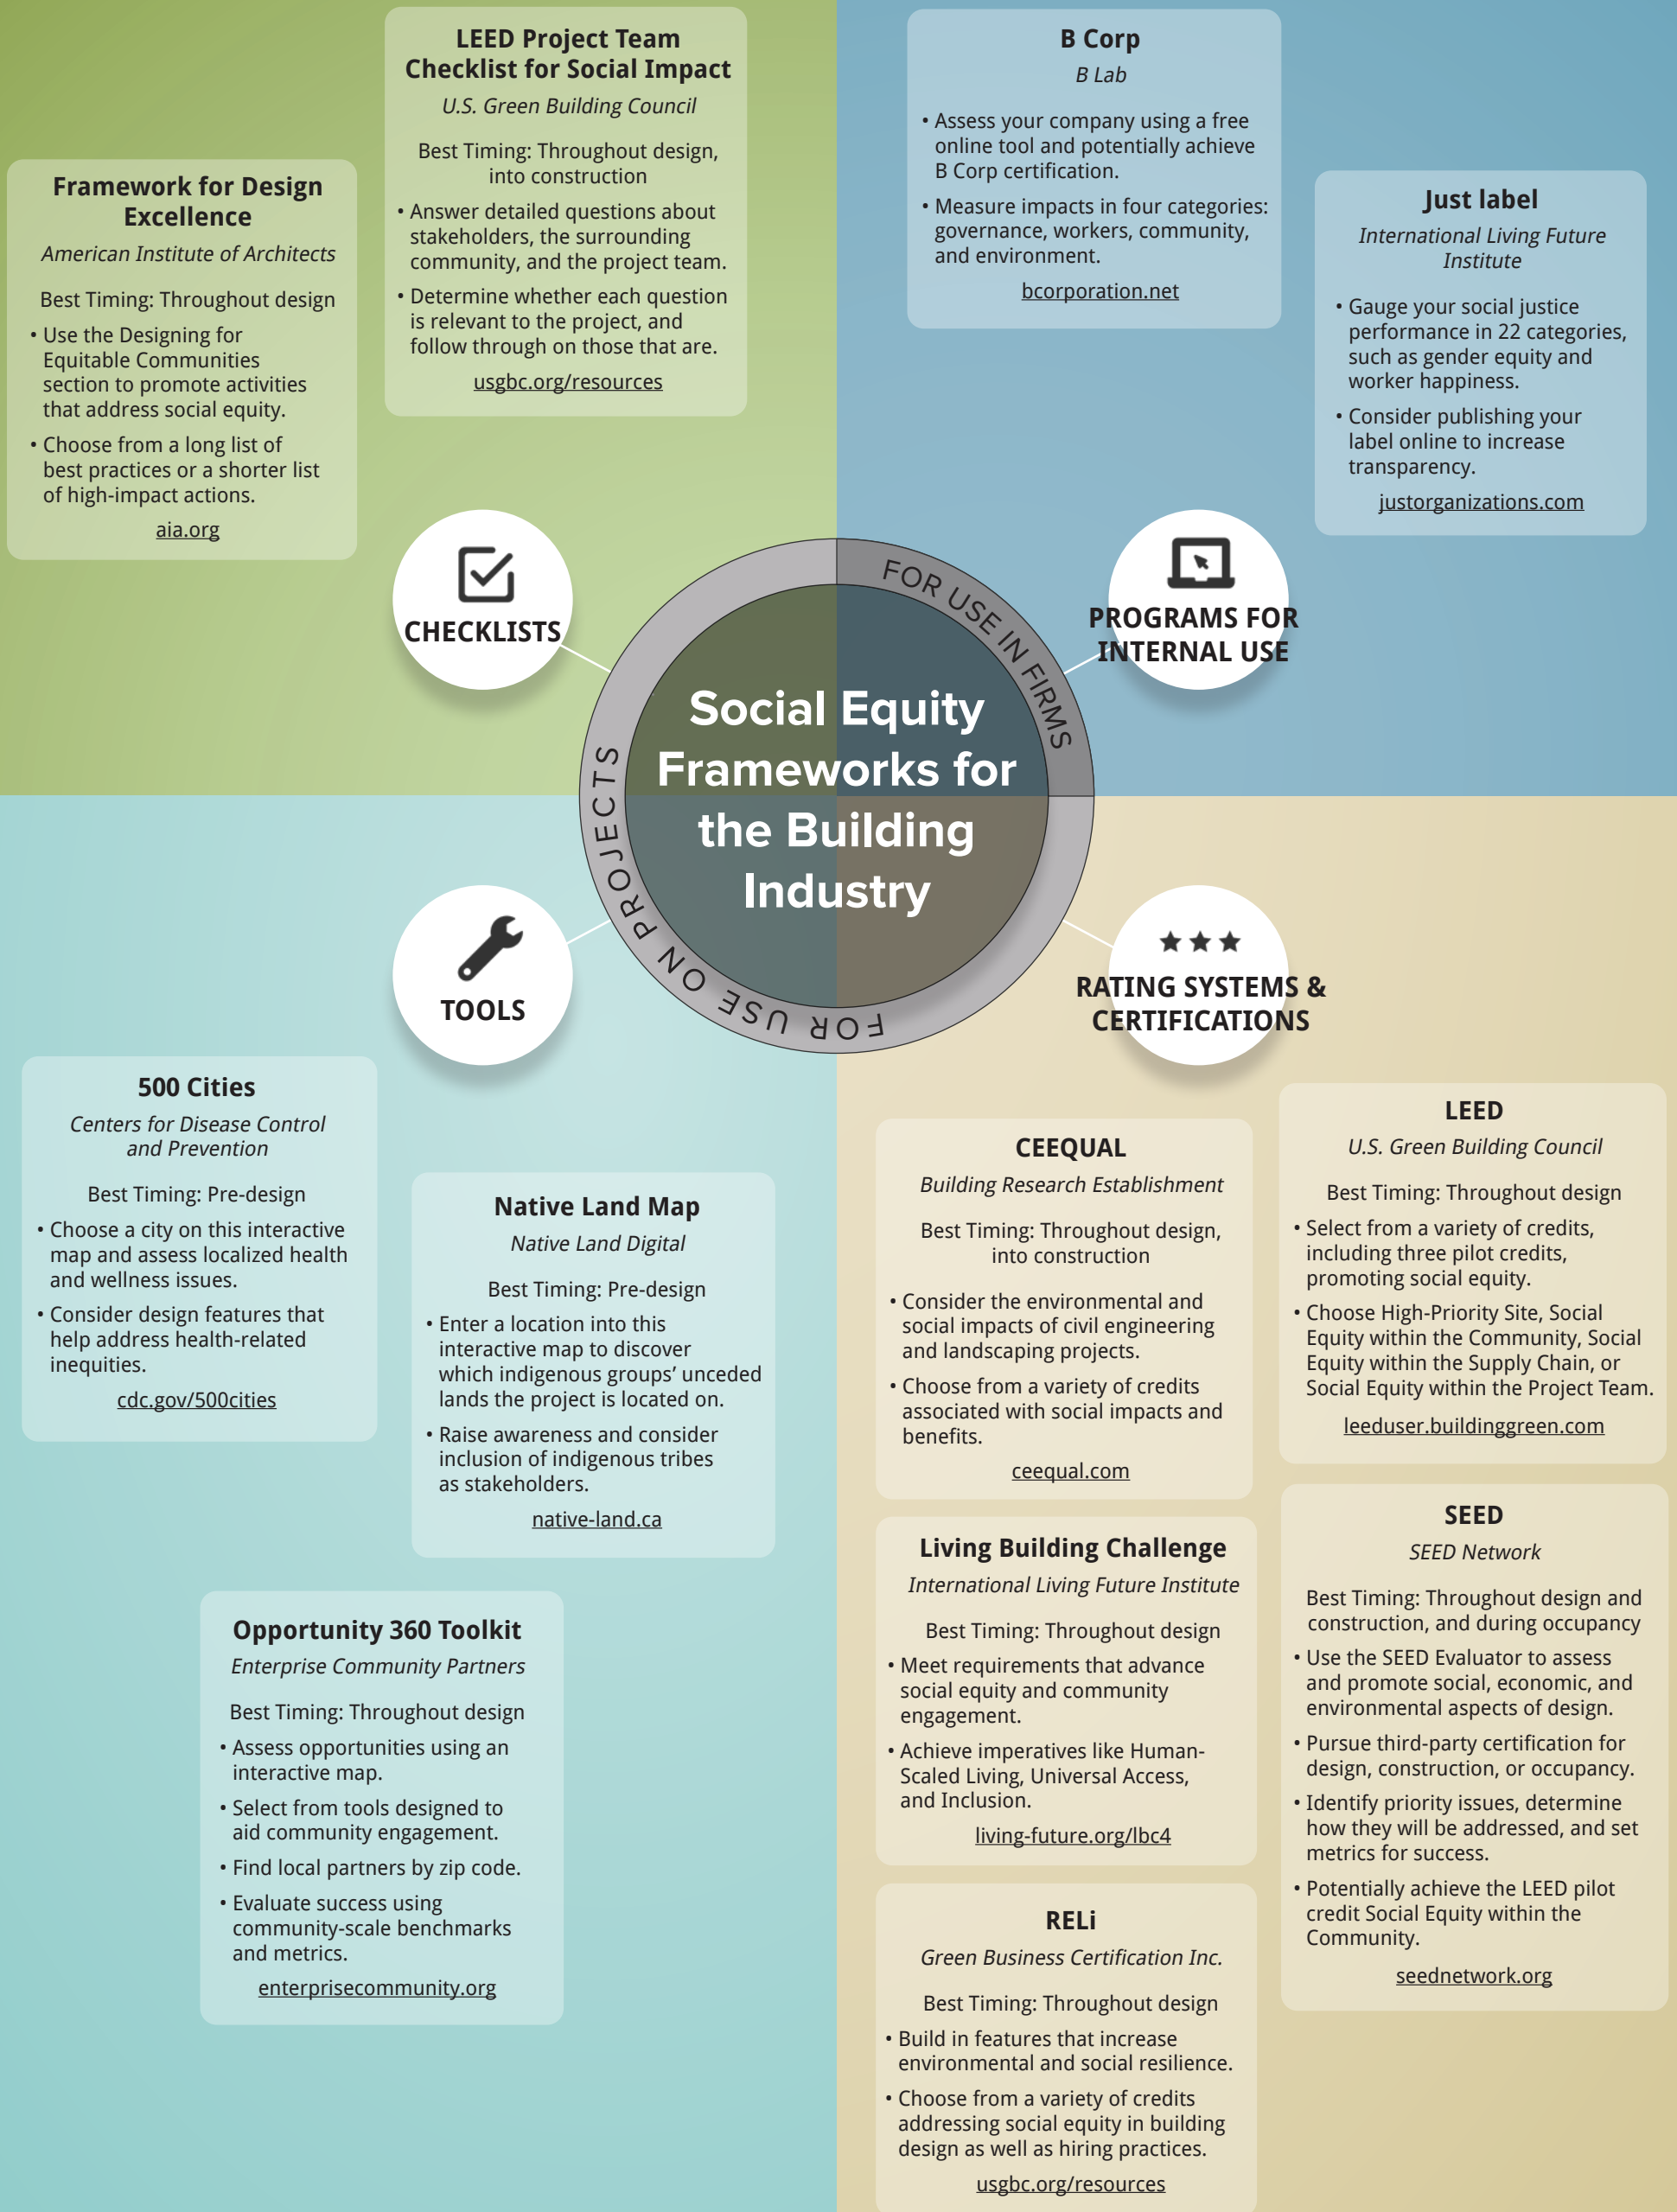 LEED Project Team
Checklist for Social Impact
U.S. Green Building Council
Best Timing: Throughout design,
into construction
• Answer detailed questions about
stakeholders, the surrounding
community, and the project team.
• Determine whether each question
is relevant to the project, and
follow through on those that are.
usgbc.org/resources
Framework for Design
Excellence
American Institute of Architects
Best Timing: Throughout design
• Use the Designing for
Equitable Communities
section to promote activities
that address social equity.
• Choose from a long list of
best practices or a shorter list
of high-impact actions.
aia.org
CHECKLISTS
B Corp
B Lab
• Assess your company using a free
online tool and potentially achieve
B Corp certification.
• Measure impacts in four categories:
governance, workers, community,
and environment.
bcorporation.net
Just label
International Living Future
Institute
• Gauge your social justice
performance in 22 categories,
such as gender equity and
worker happiness.
• Consider publishing your
label online to increase
transparency.
justorganizations.com
PROGRAMS FOR
INTERNAL USE
FOR USE IN FIRMS
Social Equity
Frameworks for
the Building
Industry
FOR USE ON PROJECTS
TOOLS
500 Cities
Centers for Disease Control
and Prevention
Best Timing: Pre-design
• Choose a city on this interactive
map and assess localized health
and wellness issues.
• Consider design features that
help address health-related
inequities.
cdc.gov/500cities
Native Land Map
Native Land Digital
Best Timing: Pre-design
• Enter a location into this
interactive map to discover
which indigenous groups’ unceded
lands the project is located on.
• Raise awareness and consider
inclusion of indigenous tribes
as stakeholders.
native-land.ca
Opportunity 360 Toolkit
Enterprise Community Partners
Best Timing: Throughout design
• Assess opportunities using an
interactive map.
• Select from tools designed to
aid community engagement.
• Find local partners by zip code.
• Evaluate success using
community-scale benchmarks
and metrics.
enterprisecommunity.org
RATING SYSTEMS &
CERTIFICATIONS
CEEQUAL
Building Research Establishment
Best Timing: Throughout design,
into construction
• Consider the environmental and
social impacts of civil engineering
and landscaping projects.
• Choose from a variety of credits
associated with social impacts and
benefits.
ceequal.com
LEED
U.S. Green Building Council
Best Timing: Throughout design
• Select from a variety of credits,
including three pilot credits,
promoting social equity.
• Choose High-Priority Site, Social
Equity within the Community, Social
Equity within the Supply Chain, or
Social Equity within the Project Team.
leeduser.buildinggreen.com
Living Building Challenge
International Living Future Institute
Best Timing: Throughout design
• Meet requirements that advance
social equity and community
engagement.
• Achieve imperatives like Human-
Scaled Living, Universal Access,
and Inclusion.
living-future.org/lbc4
SEED
SEED Network
Best Timing: Throughout design and
construction, and during occupancy
• Use the SEED Evaluator to assess
and promote social, economic, and
environmental aspects of design.
• Pursue third-party certification for
design, construction, or occupancy.
• Identify priority issues, determine
how they will be addressed, and set
metrics for success.
• Potentially achieve the LEED pilot
credit Social Equity within the
Community.
seednetwork.org
RELi
Green Business Certification Inc.
Best Timing: Throughout design
• Build in features that increase
environmental and social resilience.
• Choose from a variety of credits
addressing social equity in building
design as well as hiring practices.
usgbc.org/resources